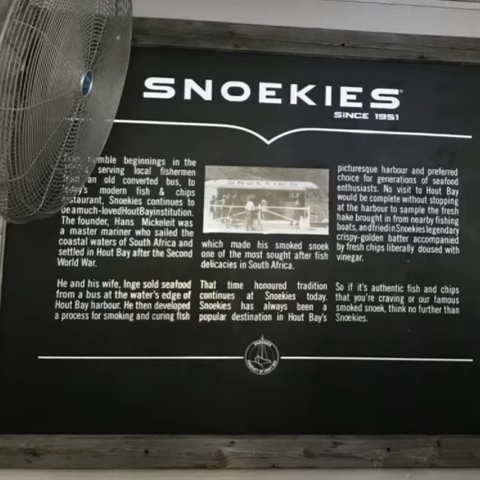 SNOEKIES
SINCE 1951
humble beginnings in the
serving local fishermen
an old converted bus, to
modern fish & chips
restaurant, Snoekies continues to
be a much-loved Hout Bay institution.
The founder, Hans Mickeleit was
a master mariner who sailed the
coastal waters of South Africa and
settled in Hout Bay after the Second
World War.
He and his wife, Inge sold seafood
from a bus at the water's edge of
Hout Bay harbour. He then developed
a process for smoking and curing fish
SNOEKIES
which made his smoked snoek
one of the most sought after fish
delicacies in South Africa.
That time honoured tradition
continues at Snoekies today.
Snoekies has always been a
popular destination in Hout Bay's
picturesque harbour and preferred
choice for generations of seafood
enthusiasts. No visit to Hout Bay
would be complete without stopping
at the harbour to sample the fresh
hake brought in from nearby fishing
boats, and fried in Snoekies legendary
crispy-golden batter accompanied
by fresh chips liberally doused with
vinegar.
So if it's authentic fish and chips
that you're craving or our famous
smoked snoek, think no further than
Snoekies.